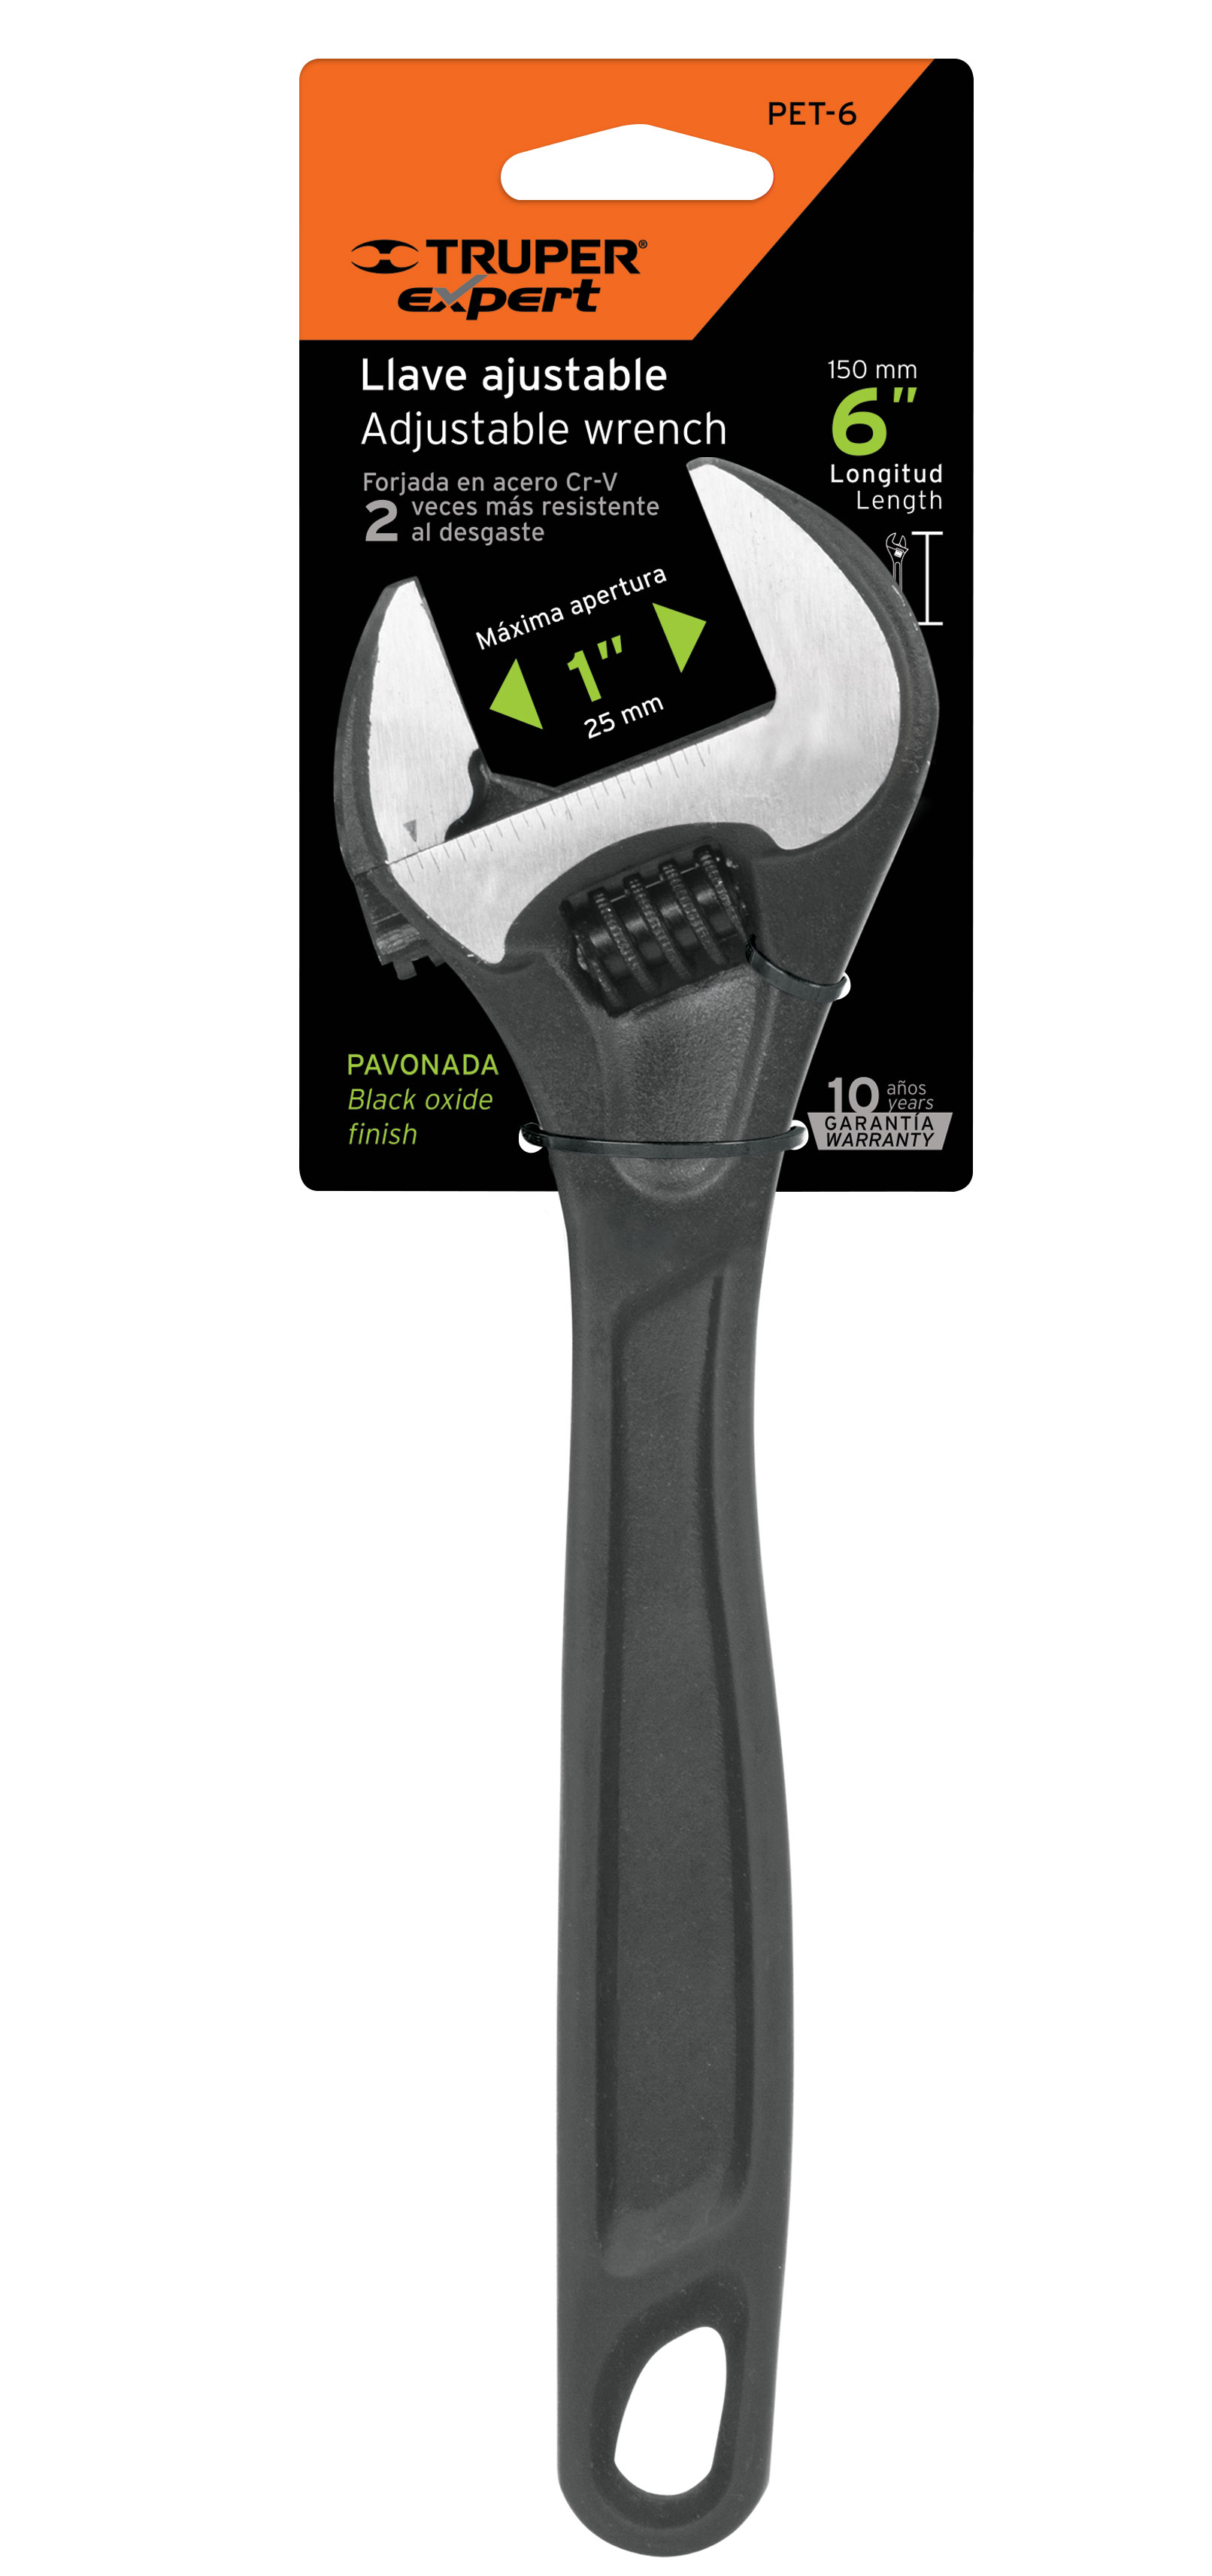 PET-6
TRUPER®
expert
Llave ajustable
Adjustable wrench
150 mm
6"
Longitud
Length
Forjada en acero Cr-V
2 veces más resistente
al desgaste
Máxima apertura
1"
25 mm
PAVONADA
Black oxide
finish
10 años
years
GARANTÍA
WARRANTY